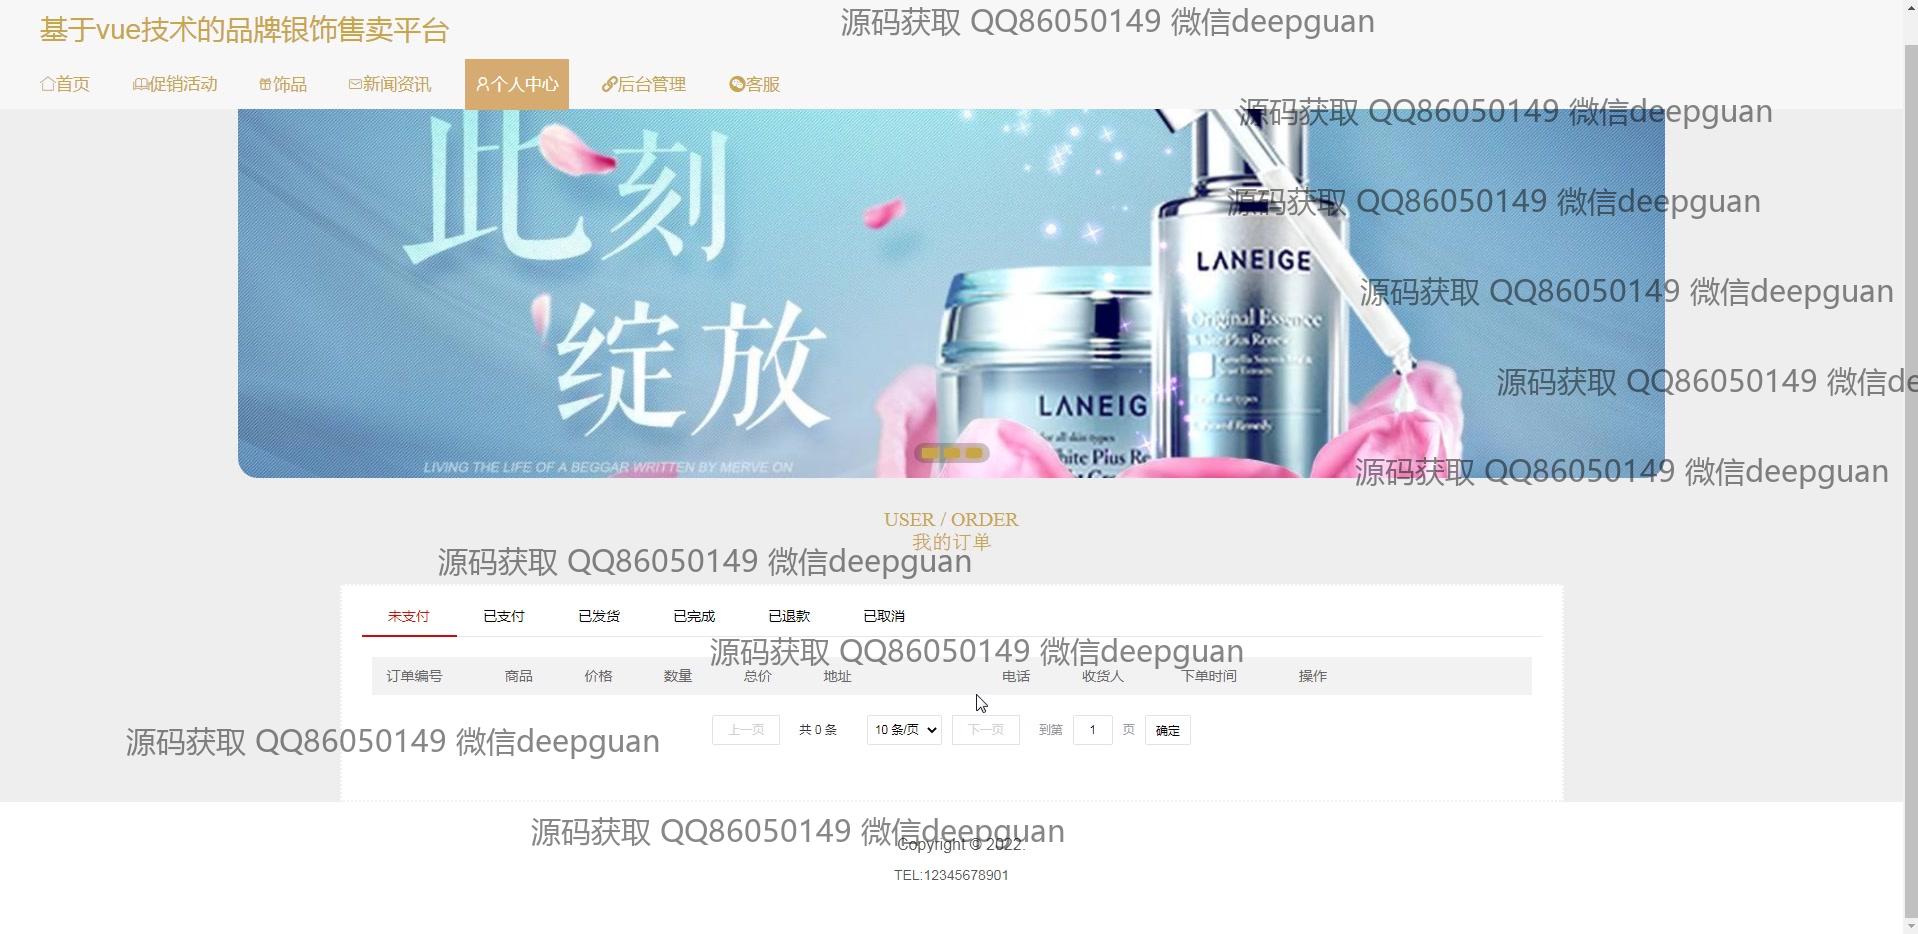 基于vue技术的品牌银饰售卖平台
源码获取 QQ86050149 微信deepguan
首页 促销活动 饰品 新闻资讯 个人中心 后台管理 客服
源码获取 QQ86050149 微信deepguan
此刻
源码获取 QQ86050149 微信deepguan
LANEIGE
源码获取 QQ86050149 微信deepguan
Original Essence
White Plus Renew
绽放
源码获取 QQ86050149 微信de
LANEIG
for all skin types
hite Plus Re
LIVING THE LIFE OF A BEGGAR WRITTEN BY MERVE ON
源码获取 QQ86050149 微信deepguan
USER / ORDER
我的订单
源码获取 QQ86050149 微信deepguan
未支付 已支付 已发货 已完成 已退款 已取消
源码获取 QQ86050149 微信deepguan
订单编号 商品 价格 数量 总价 地址 电话 收货人 下单时间 操作
上一页 共 0 条 10 条/页 下一页 到第 1 页 确定
源码获取 QQ86050149 微信deepguan
源码获取 QQ86050149 微信deepguan
Copyright © 2022.
TEL:12345678901